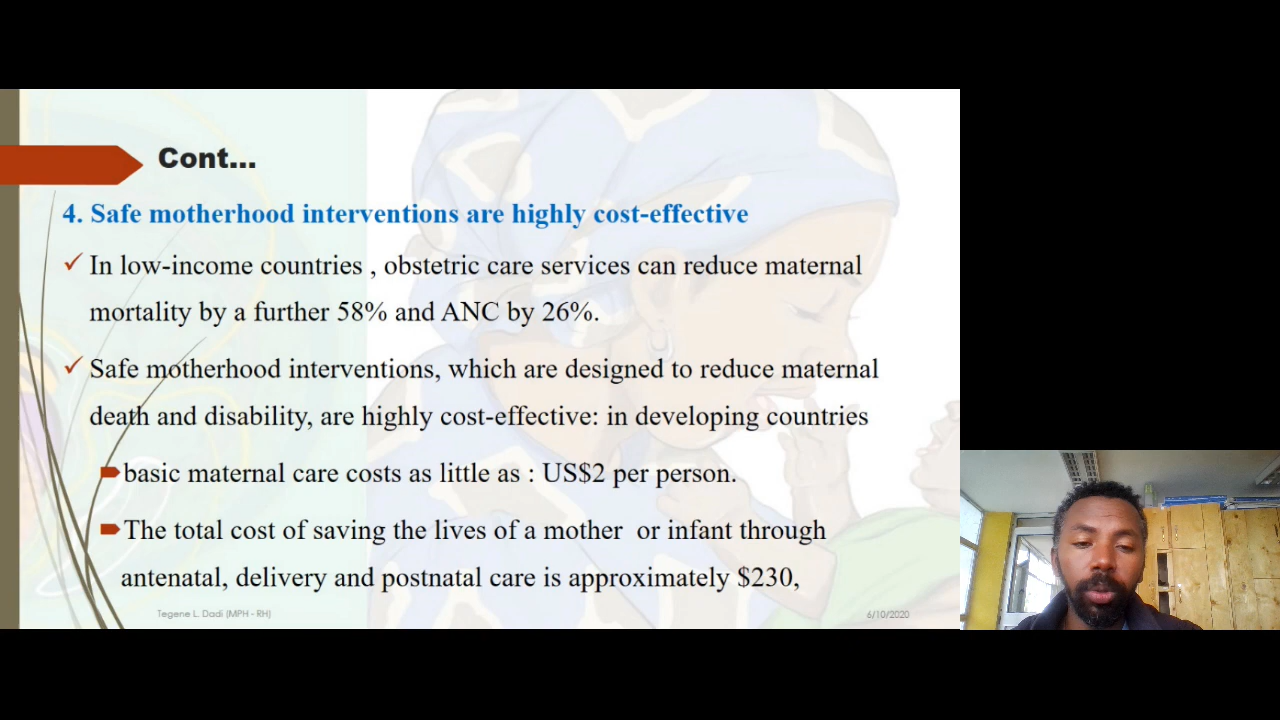 Cont...
4. Safe motherhood interventions are highly cost-effective
In low-income countries , obstetric care services can reduce maternal
mortality by a further 58% and ANC by 26%.
Safe motherhood interventions, which are designed to reduce maternal
death and disability, are highly cost-effective: in developing countries
basic maternal care costs as little as : US$2 per person.
The total cost of saving the lives of a mother or infant through
antenatal, delivery and postnatal care is approximately $230,
Tegene L. Dadi (MPH - RH)
6/10/2020